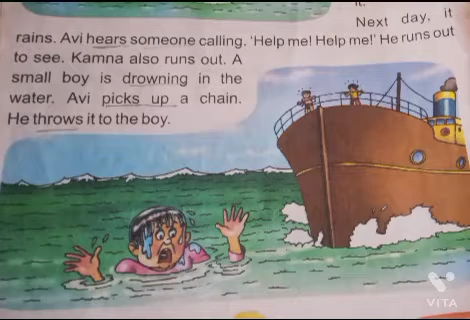 it.
Next day, it
rains. Avi hears someone calling. 'Help me! Help me!' He runs out
to see. Kamna also runs out. A
small boy is drowning in the
water. Avi picks up a chain.
He throws it to the boy.
VITA